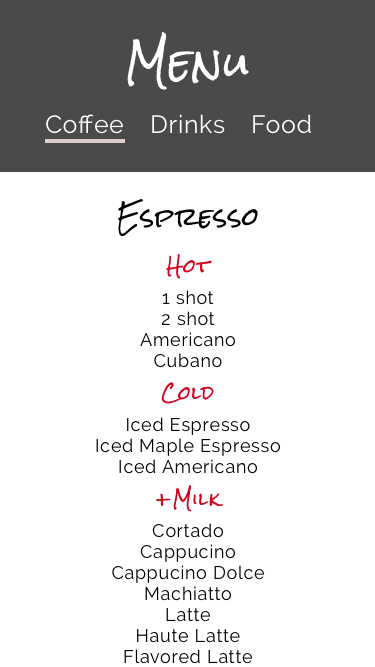 Menu
Coffee Drinks Food
Espresso
Hot
1 shot
2 shot
Americano
Cubano
Cold
Iced Espresso
Iced Maple Espresso
Iced Americano
+Milk
Cortado
Cappucino
Cappucino Dolce
Machiatto
Latte
Haute Latte
Flavored Latte